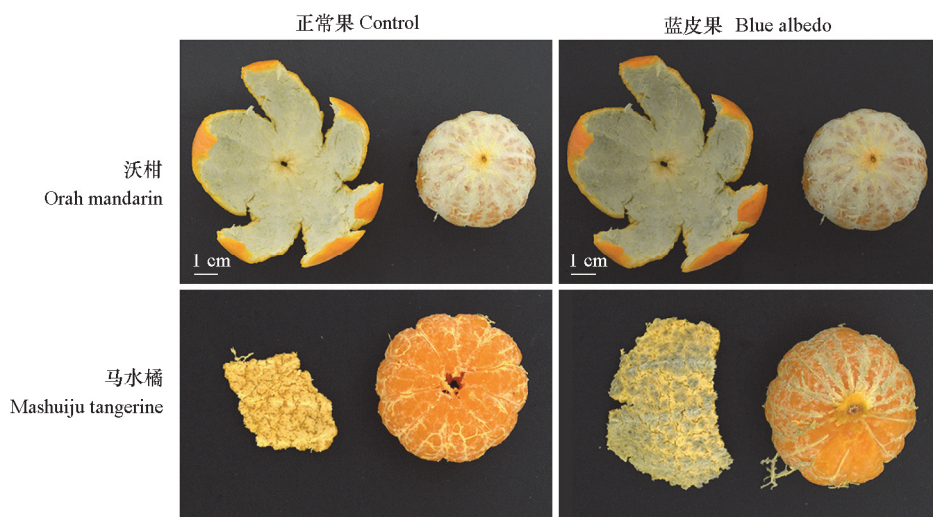 正常果 Control
蓝皮果 Blue albedo
沃柑
Orah mandarin
1 cm
1 cm
马水橘
Mashuiju tangerine